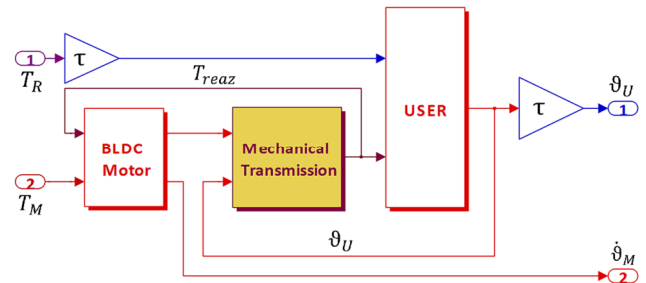 1
T_R
τ
T_reaz
BLDC
Motor
Mechanical
Transmission
USER
τ
ϑ_U
1
2
T_M
ϑ_U
ϑ̇_M
2